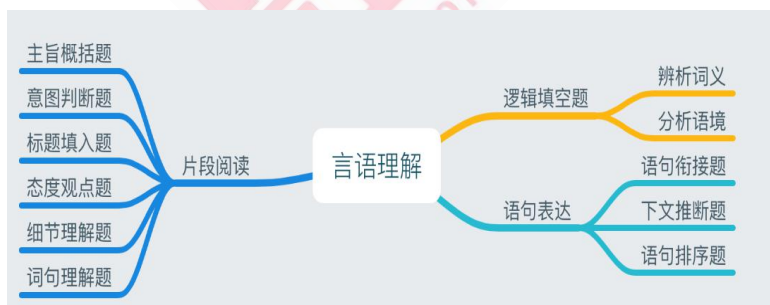 主旨概括题
意图判断题
标题填入题
态度观点题
细节理解题
词句理解题
片段阅读
言语理解
逻辑填空题
辨析词义
分析语境
语句表达
语句衔接题
下文推断题
语句排序题